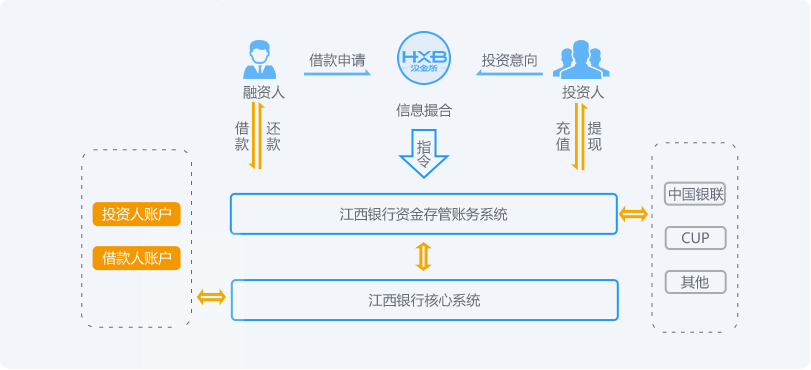 借款申请
HXB
汉金所
投资意向
融资人
信息撮合
投资人
借款
还款
指令
充值
提现
投资人账户
借款人账户
江西银行资金存管账务系统
江西银行核心系统
中国银联
CUP
其他